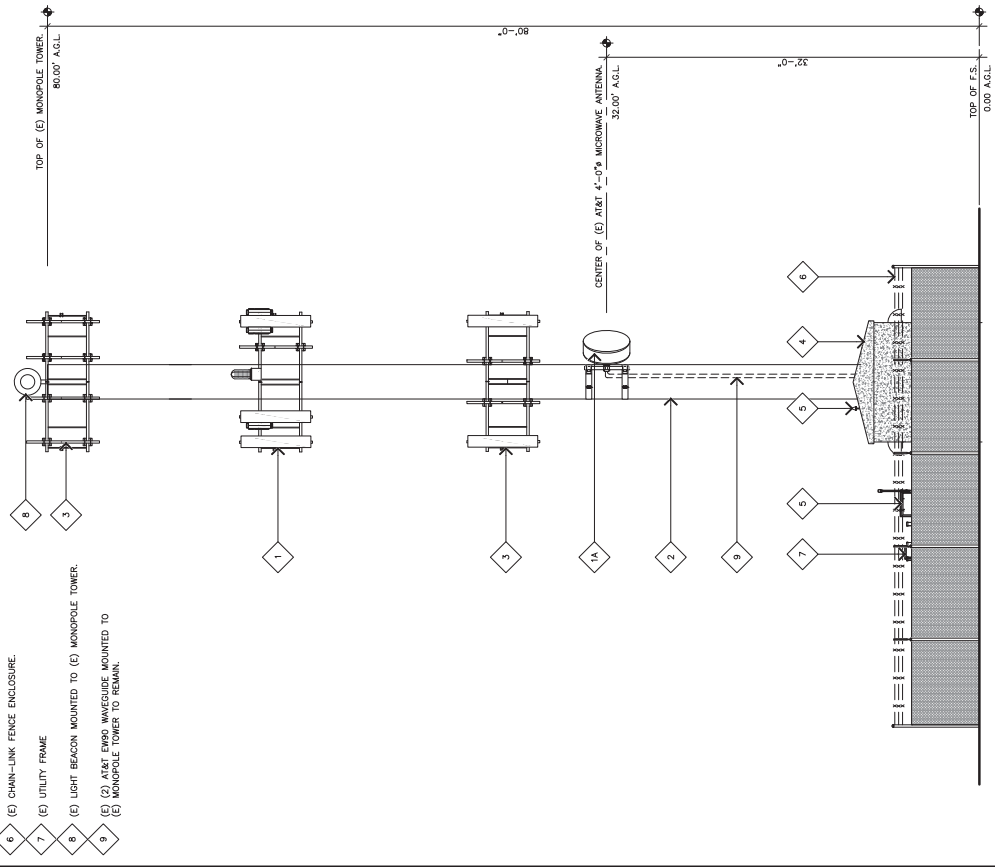 6 (E) CHAIN-LINK FENCE ENCLOSURE.
7 (E) UTILITY FRAME
8 (E) LIGHT BEACON MOUNTED TO (E) MONOPOLE TOWER.
9 (E) (2) AT&T EW90 WAVEGUIDE MOUNTED TO
(E) MONOPOLE TOWER TO REMAIN.
TOP OF (E) MONOPOLE TOWER.
80.00' A.G.L.
80'-0"
CENTER OF (E) AT&T 4'-0"ø MICROWAVE ANTENNA.
32.00' A.G.L.
32'-0"
TOP OF F.S.
0.00 A.G.L.
8
3
1
3
1A
2
9
5
7
5
4
6